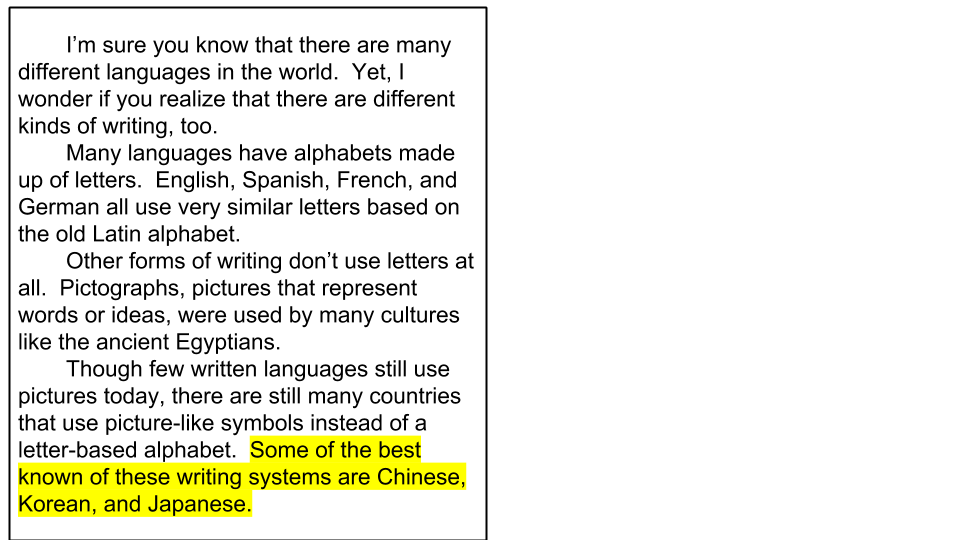 I’m sure you know that there are many
different languages in the world.  Yet, I
wonder if you realize that there are different
kinds of writing, too.
Many languages have alphabets made
up of letters.  English, Spanish, French, and
German all use very similar letters based on
the old Latin alphabet.
Other forms of writing don’t use letters at
all.  Pictographs, pictures that represent
words or ideas, were used by many cultures
like the ancient Egyptians.
Though few written languages still use
pictures today, there are still many countries
that use picture-like symbols instead of a
letter-based alphabet.  Some of the best
known of these writing systems are Chinese,
Korean, and Japanese.